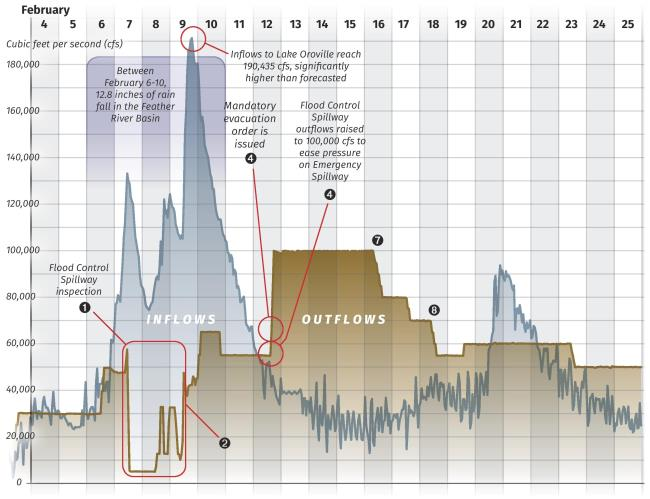 February
4 5 6 7 8 9 10 11 12 13 14 15 16 17 18 19 20 21 22 23 24 25
Cubic feet per second (cfs)
180,000
160,000
140,000
120,000
100,000
80,000
60,000
40,000
20,000
0
Between
February 6-10,
12.8 inches of rain
fall in the Feather
River Basin
Inflows to Lake Oroville reach
190,435 cfs, significantly
higher than forecasted
Mandatory
evacuation
order is
issued
4
Flood Control
Spillway
outflows raised
to 100,000 cfs to
ease pressure
on Emergency
Spillway
4
Flood Control
Spillway
inspection
1
INFLOWS
OUTFLOWS
7
8
2